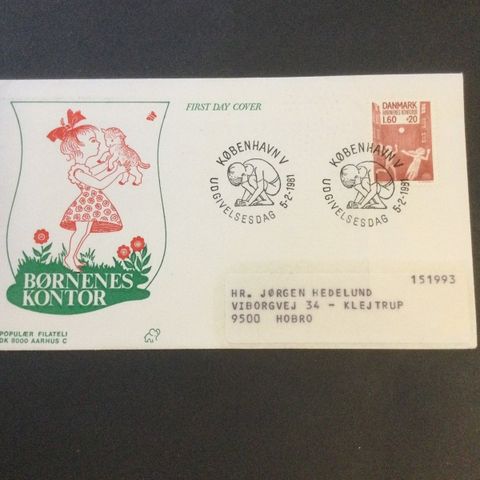 FIRST DAY COVER
DANMARK
BØRNENES KONTOR
1.60 +20
KØBENHAVN V
5-2-1981
UDGIVELSESDAG
KØBENHAVN V
5-2-1981
UDGIVELSESDAG
BØRNENES
KONTOR
151993
HR. JØRGEN HEDELUND
VIBORGVEJ 34 - KLEJTRUP
9500 HOBRO
POPULÆR FILATELI
DK 8000 AARHUS C